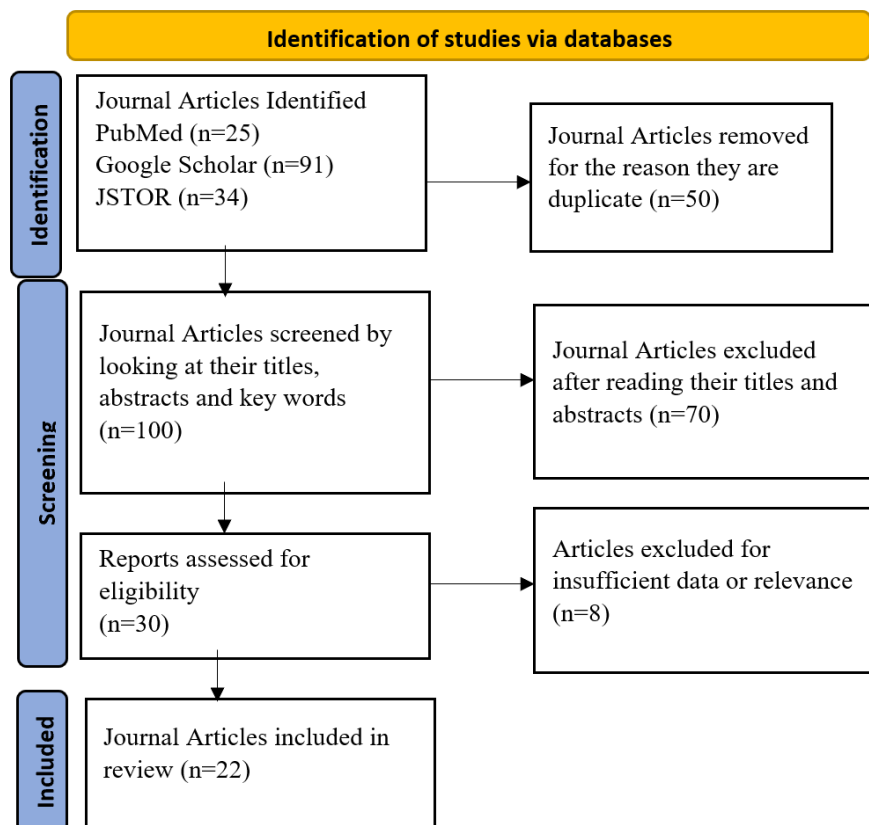 Identification of studies via databases
Identification
Journal Articles Identified
PubMed (n=25)
Google Scholar (n=91)
JSTOR (n=34)
Journal Articles removed
for the reason they are
duplicate (n=50)
Screening
Journal Articles screened by
looking at their titles,
abstracts and key words
(n=100)
Journal Articles excluded
after reading their titles and
abstracts (n=70)
Reports assessed for
eligibility
(n=30)
Articles excluded for
insufficient data or relevance
(n=8)
Included
Journal Articles included in
review (n=22)